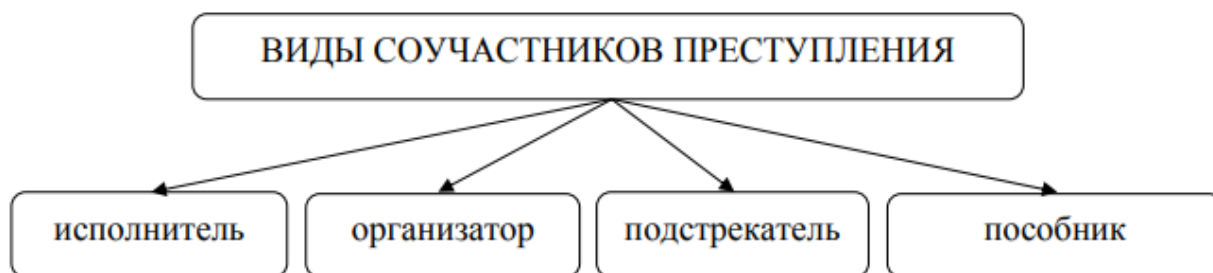 ВИДЫ СОУЧАСТНИКОВ ПРЕСТУПЛЕНИЯ
исполнитель
организатор
подстрекатель
пособник